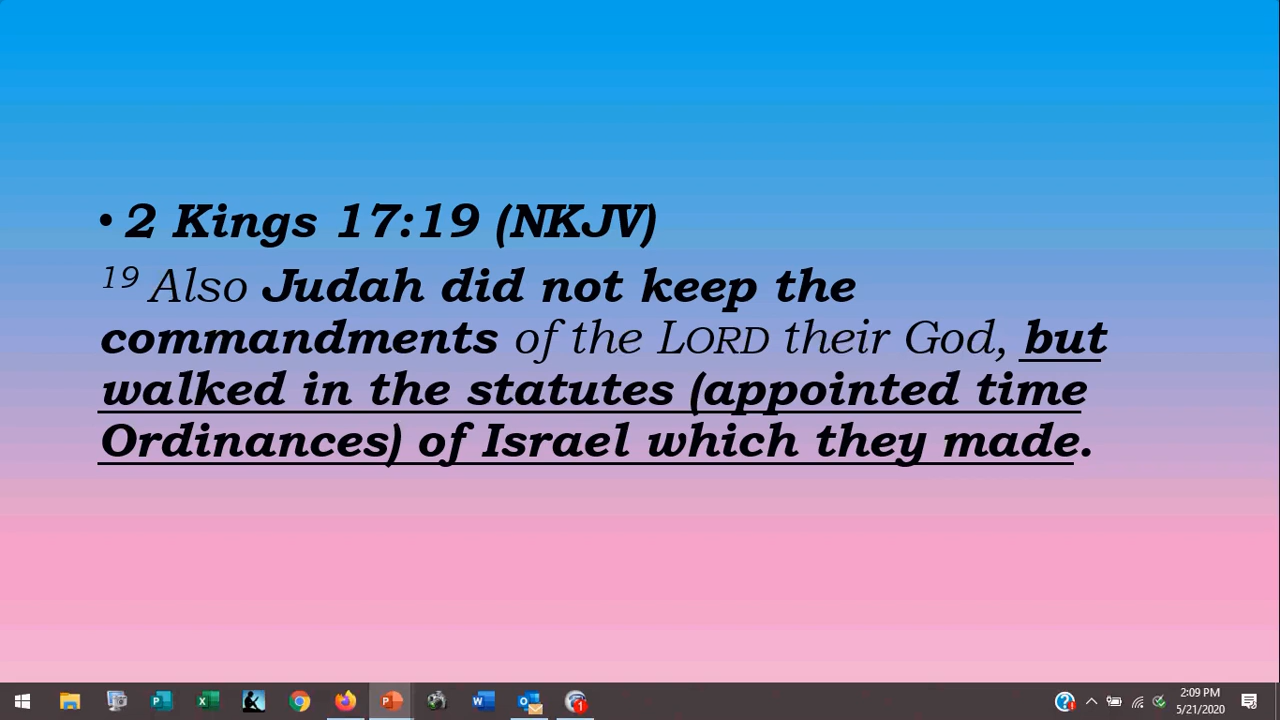 • 2 Kings 17:19 (NKJV)
19 Also Judah did not keep the
commandments of the LORD their God, but
walked in the statutes (appointed time
Ordinances) of Israel which they made.
2:09 PM
5/21/2020